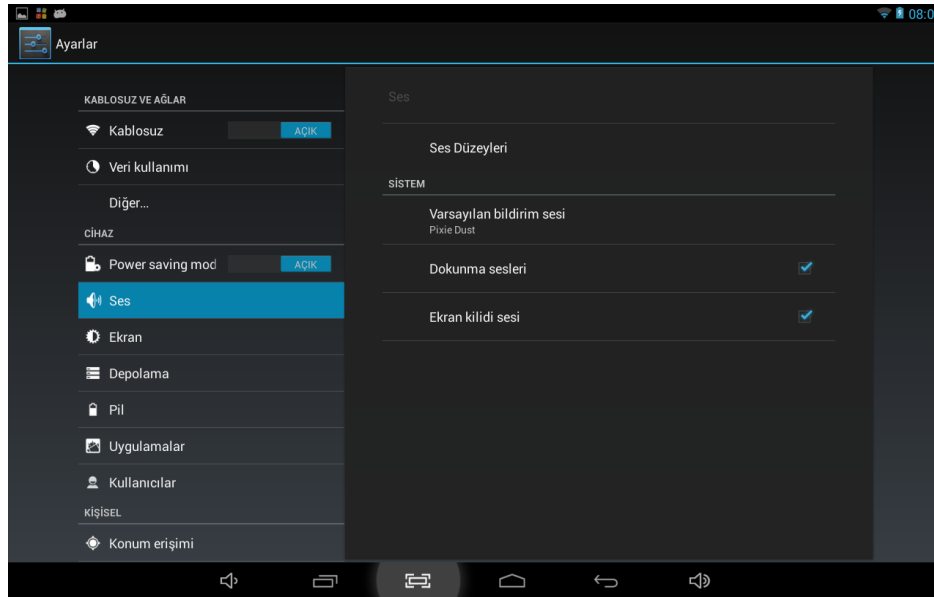 08:0
Ayarlar
KABLOSUZ VE AĞLAR
Kablosuz
AÇIK
Veri kullanımı
Diğer...
CİHAZ
Power saving mod
AÇIK
Ses
Ekran
Depolama
Pil
Uygulamalar
Kullanıcılar
KİŞİSEL
Konum erişimi
Ses
Ses Düzeyleri
SİSTEM
Varsayılan bildirim sesi
Pixie Dust
Dokunma sesleri
Ekran kilidi sesi